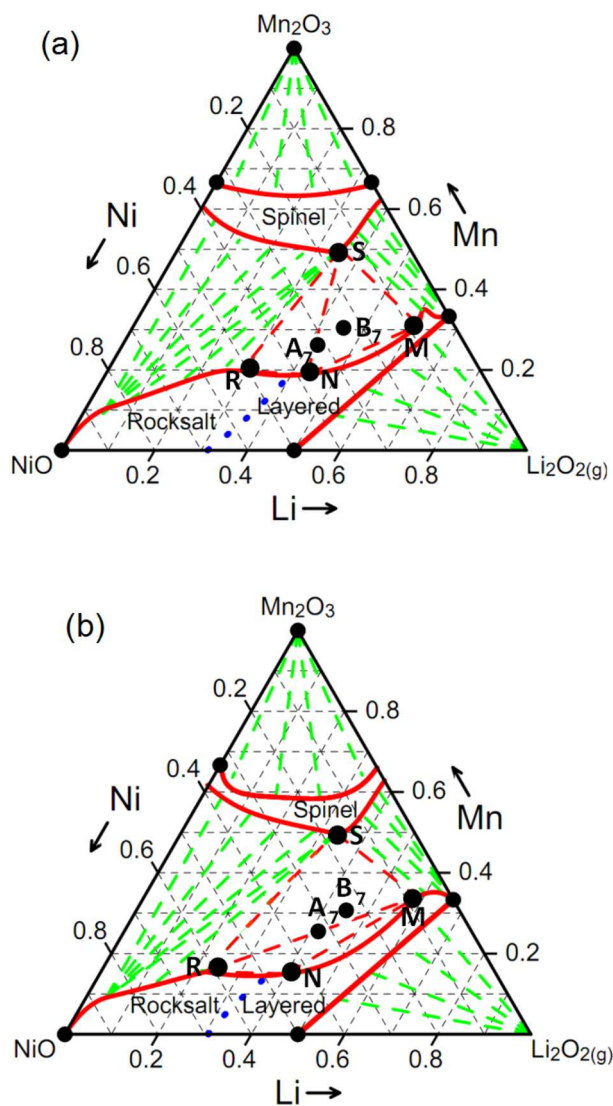 (a)
Mn₂O₃
0.2
0.8
0.4
Spinel
0.6
Ni
Mn
0.6
S
0.4
B₇
A₇
0.8
M
0.2
R
N
Layered
Rocksalt
NiO
Li₂O₂(g)
0.2
0.4
0.6
0.8
Li
(b)
Mn₂O₃
0.2
0.8
0.4
Spinel
0.6
Ni
Mn
S
0.6
0.4
B₇
A₇
M
0.8
R
N
0.2
Rocksalt
Layered
NiO
Li₂O₂(g)
0.2
0.4
0.6
0.8
Li